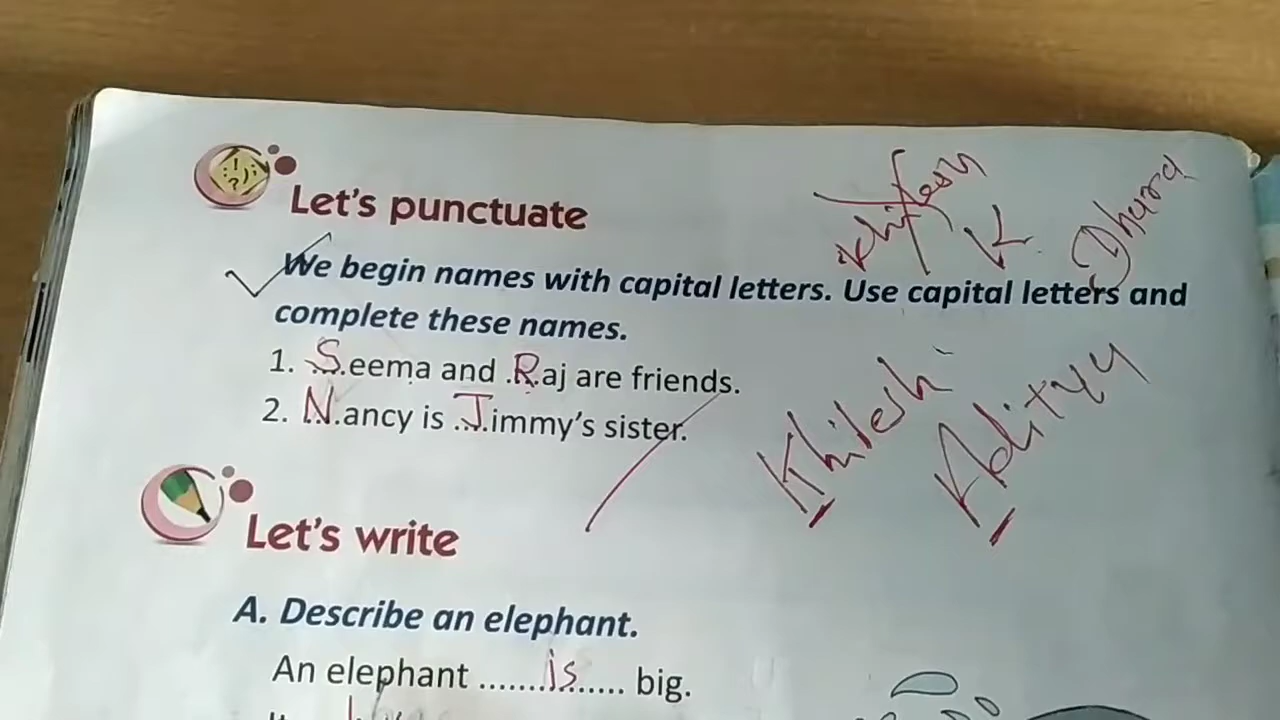 Let's punctuate
We begin names with capital letters. Use capital letters and
complete these names.
1. S.eema and .R.aj are friends.
2. N.ancy is ...J.immy's sister.
K
Dhara
Khilesh
Aditya
Let's write
A. Describe an elephant.
An elephant ........is....... big.